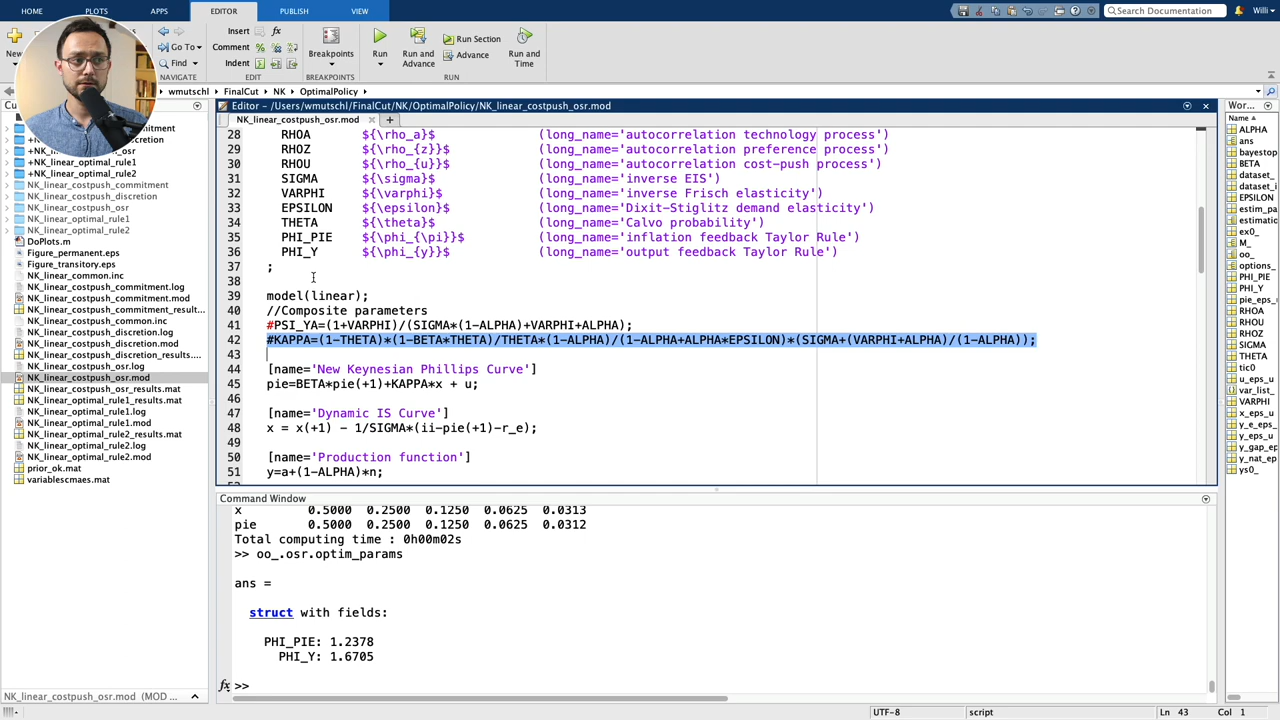 HOME PLOTS APPS EDITOR PUBLISH VIEW
Search Documentation Willi
New Go To Find NAVIGATE
Insert Comment Indent EDIT
Breakpoints BREAKPOINTS
Run Run and Advance Run Section Advance Run and Time RUN
wmutschl FinalCut NK OptimalPolicy
Editor - /Users/wmutschl/FinalCut/NK/OptimalPolicy/NK_linear_costpush_osr.mod
NK_linear_costpush_osr.mod
+NK_linear_optimal_rule1
+NK_linear_optimal_rule2
NK_linear_costpush_commitment
NK_linear_costpush_discretion
NK_linear_costpush_osr
NK_linear_optimal_rule1
NK_linear_optimal_rule2
DoPlots.m
Figure_permanent.eps
Figure_transitory.eps
NK_linear_common.inc
NK_linear_costpush_commitment.log
NK_linear_costpush_commitment.mod
NK_linear_costpush_commitment_result...
NK_linear_costpush_discretion.log
NK_linear_costpush_discretion.mod
NK_linear_costpush_discretion_results....
NK_linear_costpush_osr.log
NK_linear_costpush_osr.mod
NK_linear_costpush_osr_results.mat
NK_linear_optimal_rule1_results.mat
NK_linear_optimal_rule1.log
NK_linear_optimal_rule1.mod
NK_linear_optimal_rule2_results.mat
NK_linear_optimal_rule2.log
NK_linear_optimal_rule2.mod
prior_ok.mat
variablescmaes.mat
NK_linear_costpush_osr.mod (MOD ...
28 RHOA ${\rho_a}$ (long_name='autocorrelation technology process')
29 RHOZ ${\rho_{z}}$ (long_name='autocorrelation preference process')
30 RHOU ${\rho_{u}}$ (long_name='autocorrelation cost-push process')
31 SIGMA ${\sigma}$ (long_name='inverse EIS')
32 VARPHI ${\varphi}$ (long_name='inverse Frisch elasticity')
33 EPSILON ${\epsilon}$ (long_name='Dixit-Stiglitz demand elasticity')
34 THETA ${\theta}$ (long_name='Calvo probability')
35 PHI_PIE ${\phi_{\pi}}$ (long_name='inflation feedback Taylor Rule')
36 PHI_Y ${\phi_{y}}$ (long_name='output feedback Taylor Rule')
37 ;
38
39 model(linear);
40 //Composite parameters
41 #PSI_YA=(1+VARPHI)/(SIGMA*(1-ALPHA)+VARPHI+ALPHA);
42 #KAPPA=(1-THETA)*(1-BETA*THETA)/THETA*(1-ALPHA)/(1-ALPHA+ALPHA*EPSILON)*(SIGMA+(VARPHI+ALPHA)/(1-ALPHA));
43
44 [name='New Keynesian Phillips Curve']
45 pie=BETA*pie(+1)+KAPPA*x + u;
46
47 [name='Dynamic IS Curve']
48 x = x(+1) - 1/SIGMA*(ii-pie(+1)-r_e);
49
50 [name='Production function']
51 y=a+(1-ALPHA)*n;
Command Window
x 0.5000 0.2500 0.1250 0.0625 0.0313
pie 0.5000 0.2500 0.1250 0.0625 0.0312
Total computing time : 0h00m02s
>> oo_.osr.optim_params
ans =
struct with fields:
PHI_PIE: 1.2378
PHI_Y: 1.6705
fx >>
Wor...
Name
ALPHA
ans
bayestop
BETA
dataset_
dataset_i
EPSILON
estim_pa
estimatio
ex0_
M_
oo_
options_
PHI_PIE
PHI_Y
pie_eps_
RHOA
RHOU
RHOZ
SIGMA
THETA
tic0
u_eps_u
var_list_
VARPHI
x_eps_u
y_e_eps_
y_eps_u
y_gap_ep
y_nat_ep
ys0_
UTF-8 script Ln 43 Col 1